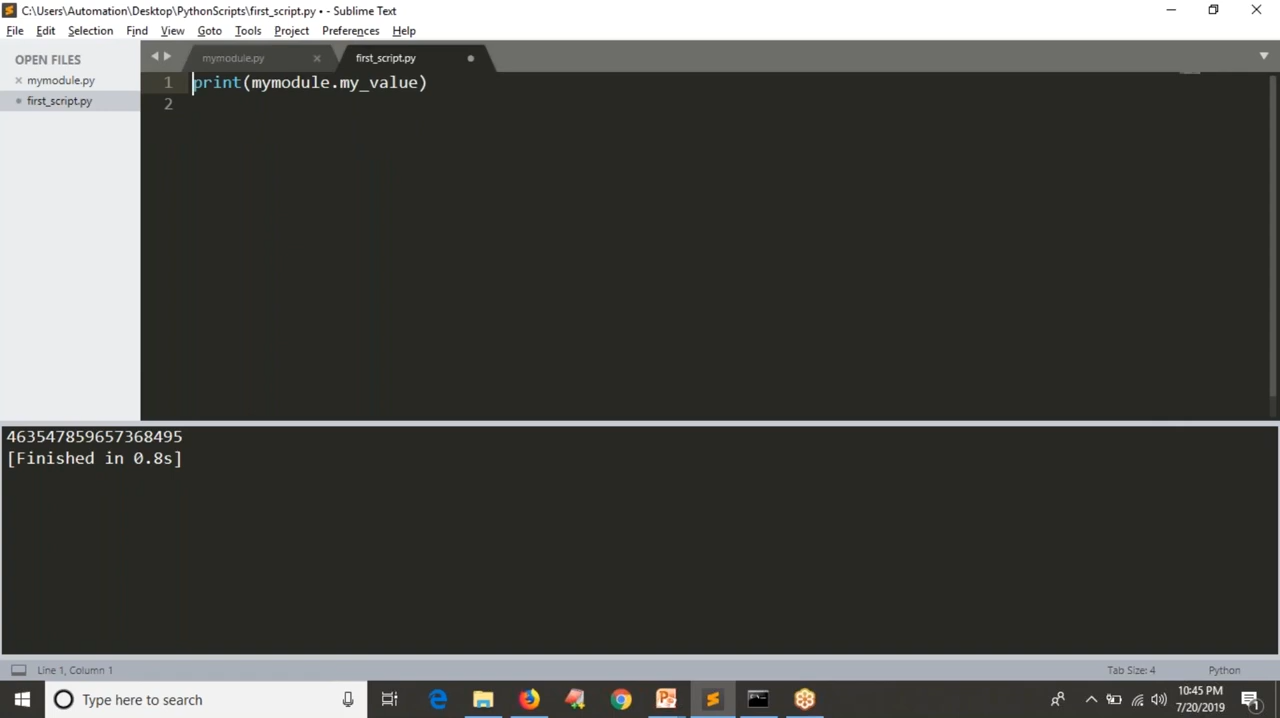 C:\Users\Automation\Desktop\PythonScripts\first_script.py • - Sublime Text
File Edit Selection Find View Goto Tools Project Preferences Help
OPEN FILES
mymodule.py
first_script.py
mymodule.py first_script.py
1 print(mymodule.my_value)
2
463547859657368495
[Finished in 0.8s]
Line 1, Column 1 Tab Size: 4 Python
Type here to search
10:45 PM
7/20/2019
1